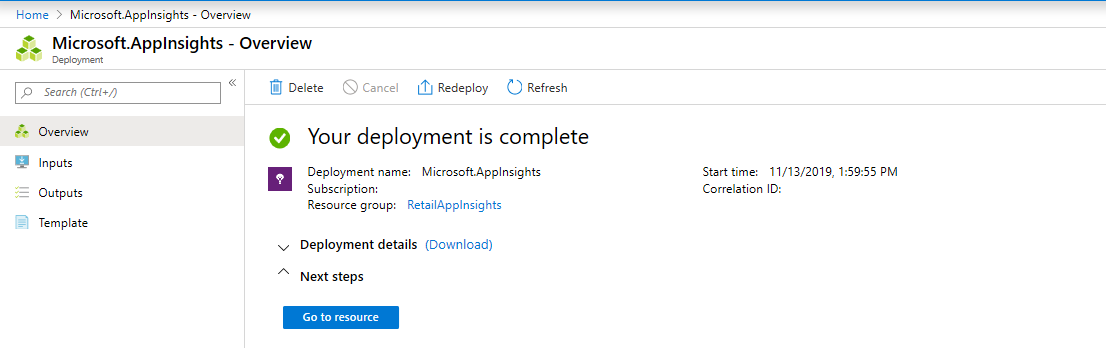 Home > Microsoft.AppInsights - Overview
Microsoft.AppInsights - Overview
Deployment
Search (Ctrl+/)
«
Delete Cancel Redeploy Refresh
Overview
Inputs
Outputs
Template
Your deployment is complete
Deployment name: Microsoft.AppInsights
Subscription:
Resource group: RetailAppInsights
Start time: 11/13/2019, 1:59:55 PM
Correlation ID:
Deployment details (Download)
Next steps
Go to resource